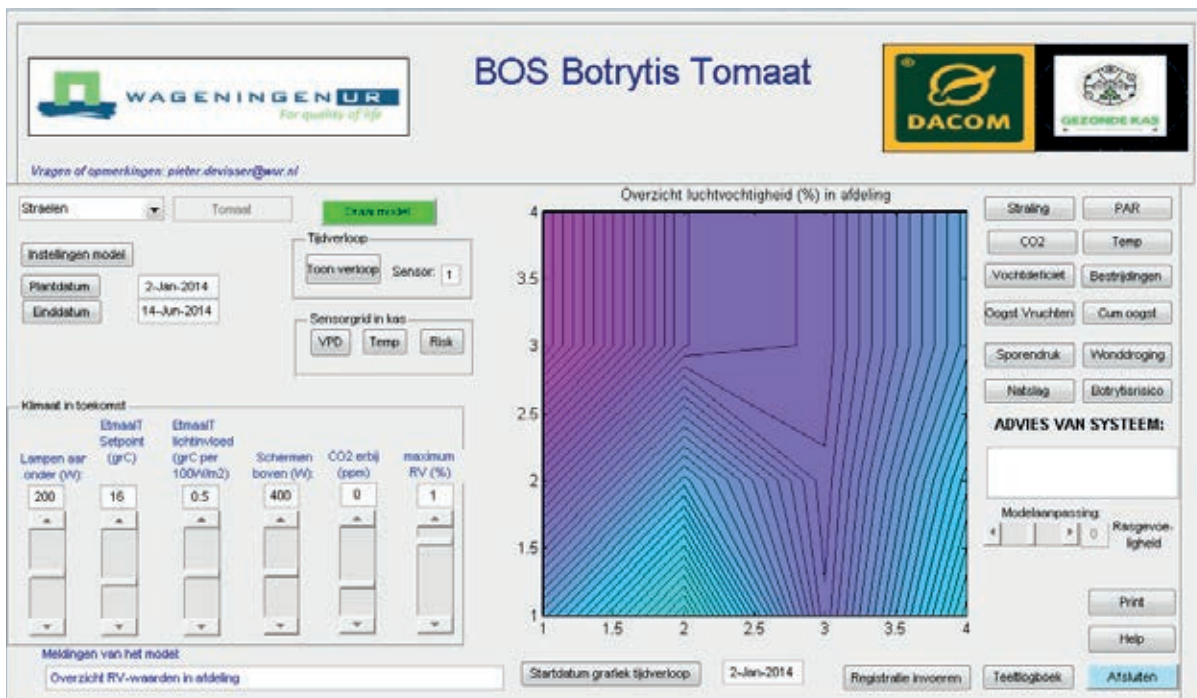 BOS Botrytis Tomaat
WAGENINGEN UR
For quality of life
®
DACOM
GEZONDE KAS
Vragen of opmerkingen: pieter.devisser@wur.nl
Straelen
Tomaat
Draai model
Instellingen model
Plantdatum
2-Jan-2014
Einddatum
14-Jun-2014
Tijdverloop
Toon verloop
Sensor:
1
Sensorgrid in kas
VPD
Temp
Risk
Klimaat in toekomst
Lampen aan onder (W):
EtmaalT Setpoint (grC)
EtmaalT lichtinvloed (grC per 100W/m2)
Schermen boven (W):
CO2 erbij (ppm)
maximum RV (%)
200
16
0.5
400
0
1
Meldingen van het model:
Overzicht RV-waarden in afdeling
Overzicht luchtvochtigheid (%) in afdeling
4
3.5
3
2.5
2
1.5
1
1
1.5
2
2.5
3
3.5
4
Startdatum grafiek tijdverloop
2-Jan-2014
Straling
PAR
CO2
Temp
Vochtdeficiet
Bestrijdingen
Oogst Vruchten
Cum oogst
Sporendruk
Wonddroging
Natslag
Botrytisrisico
ADVIES VAN SYSTEEM:
Modelaanpassing:
0
Rasgevoe-
ligheid
Print
Help
Registratie invoeren
Teeltlogboek
Afsluiten